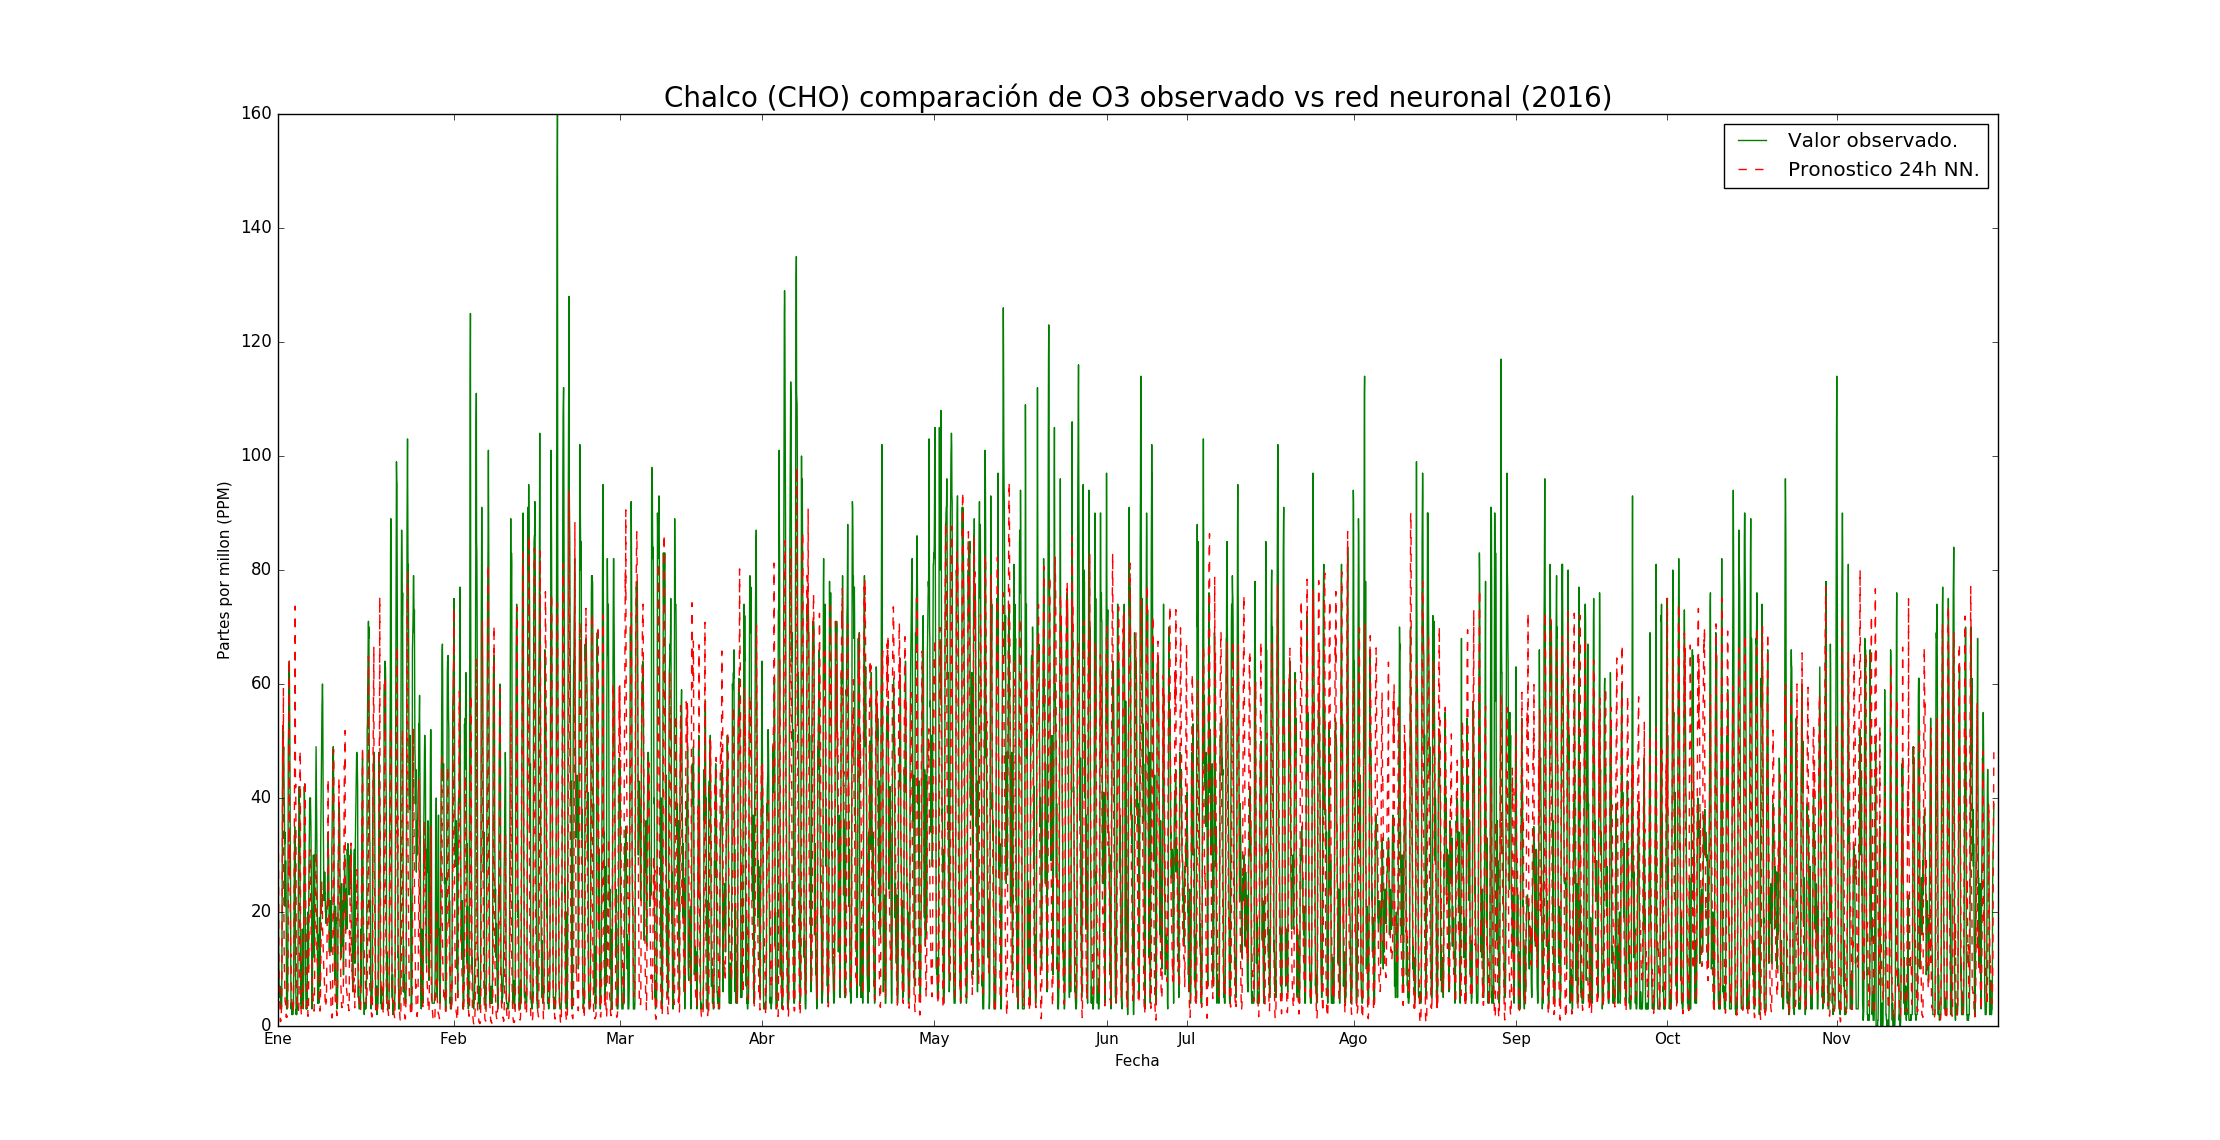 Chalco (CHO) comparación de O3 observado vs red neuronal (2016)
Valor observado.
Pronostico 24h NN.
Partes por millon (PPM)
160
140
120
100
80
60
40
20
0
Ene Feb Mar Abr May Jun Jul Ago Sep Oct Nov
Fecha